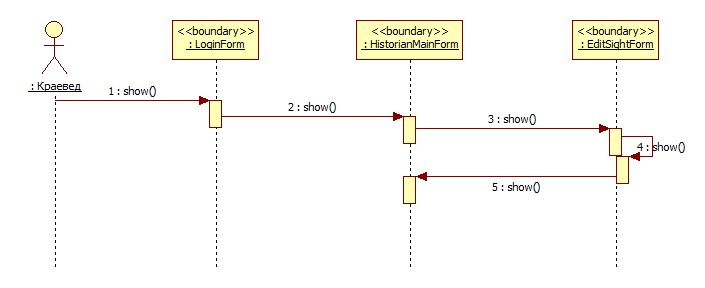 <<boundary>>
: LoginForm
<<boundary>>
: HistorianMainForm
<<boundary>>
: EditSightForm
: Краевед
1 : show()
2 : show()
3 : show()
4 : show()
5 : show()